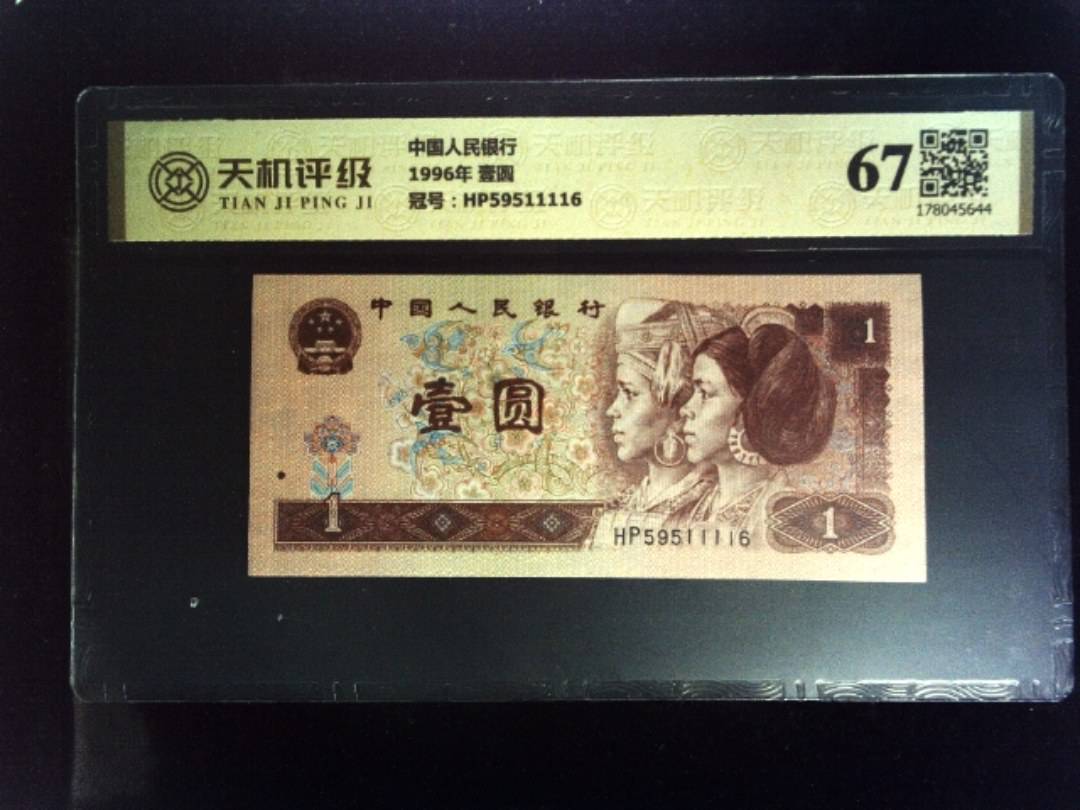 天机评级
TIAN JI PING JI
中国人民银行
1996年 壹圆
冠号：HP59511116
67
178045644
中国人民银行
壹圆
1
1
1
HP59511116